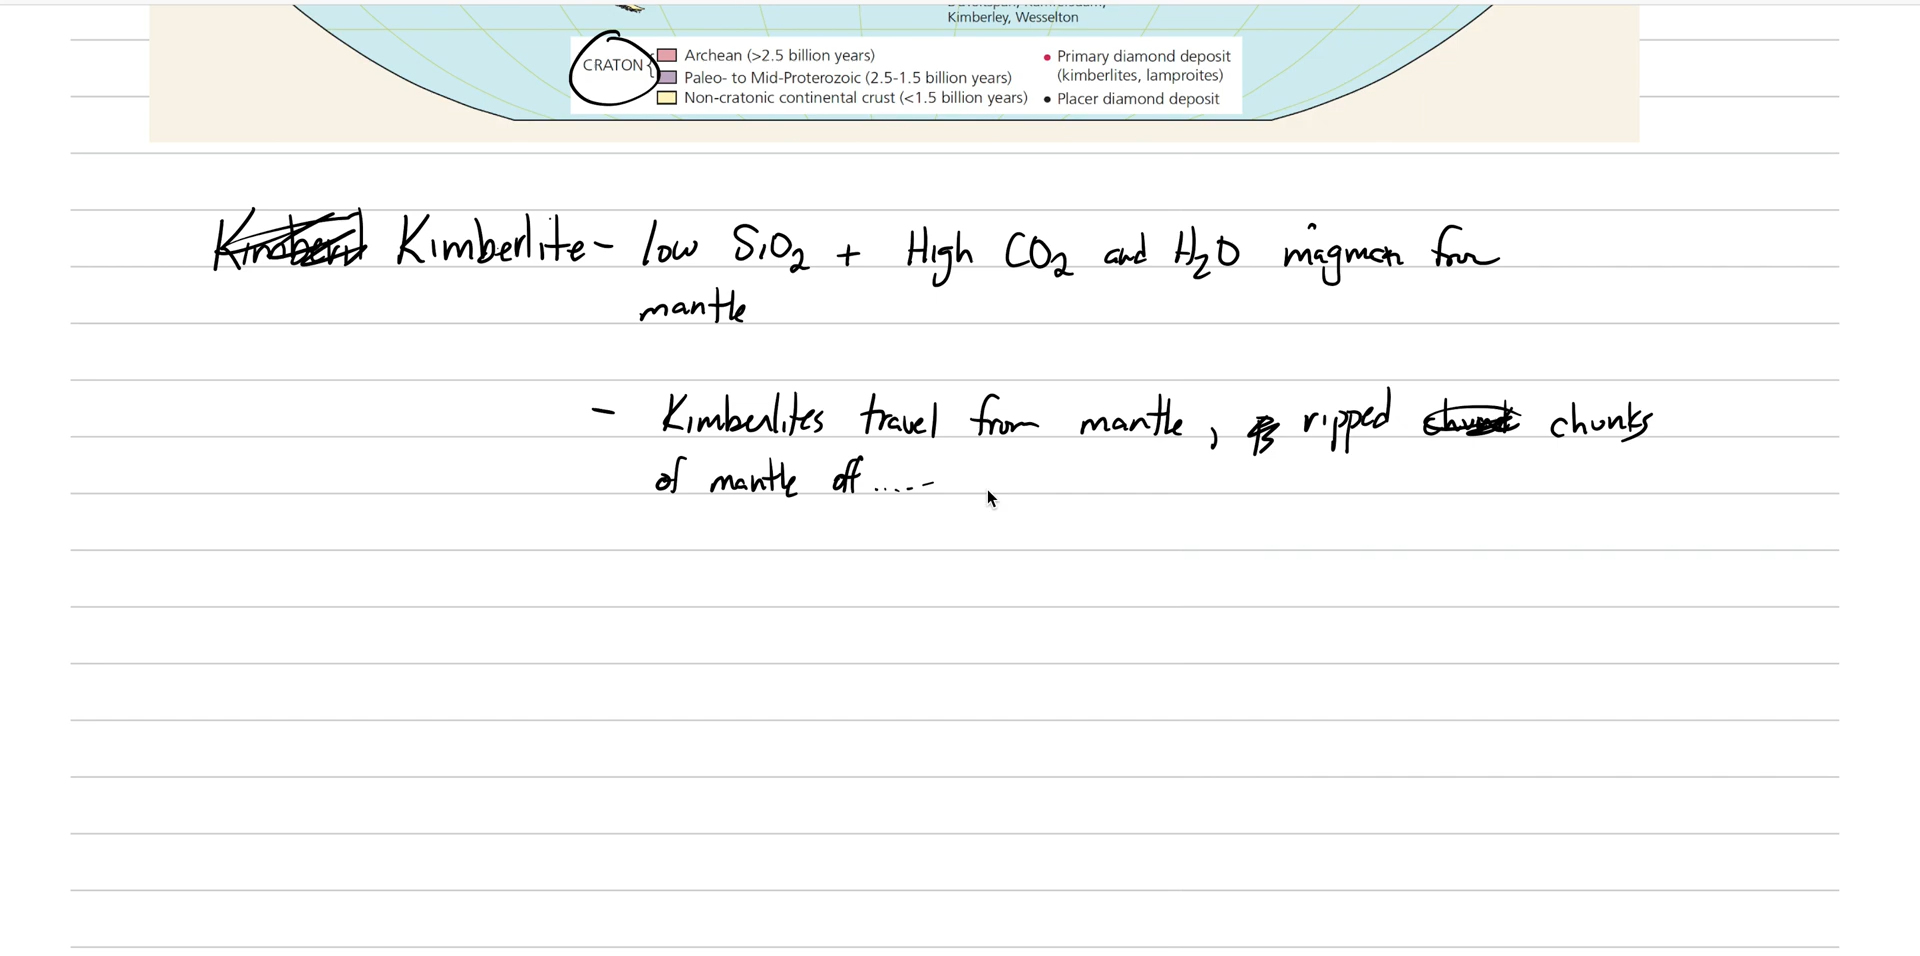 Kimberley, Wesselton
CRATON
Archean (>2.5 billion years)
Paleo- to Mid-Proterozoic (2.5-1.5 billion years)
Non-cratonic continental crust (<1.5 billion years)
Primary diamond deposit
(kimberlites, lamproites)
Placer diamond deposit
Kimberlite - low SiO₂ + High CO₂ and H₂O magma from
mantle
- Kimberlites travel from mantle, ripped chunks
of mantle off .....-